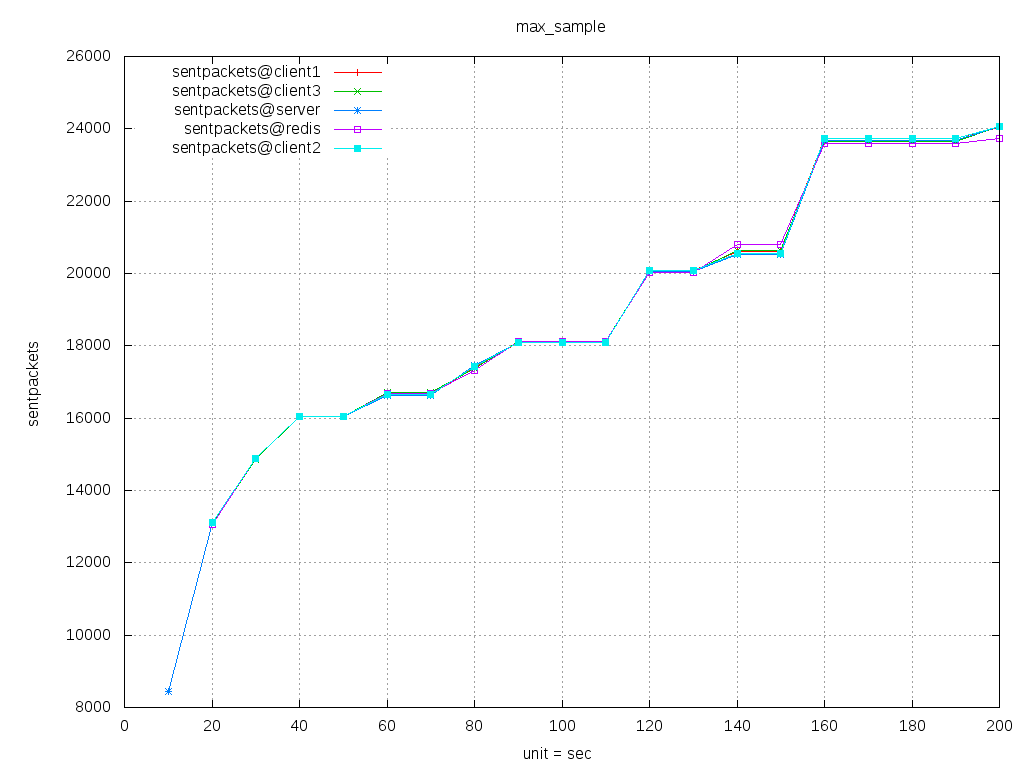 max_sample
26000
24000
22000
20000
18000
16000
14000
12000
10000
8000
sentpackets
sentpackets@client1
sentpackets@client3
sentpackets@server
sentpackets@redis
sentpackets@client2
0 20 40 60 80 100 120 140 160 180 200
unit = sec